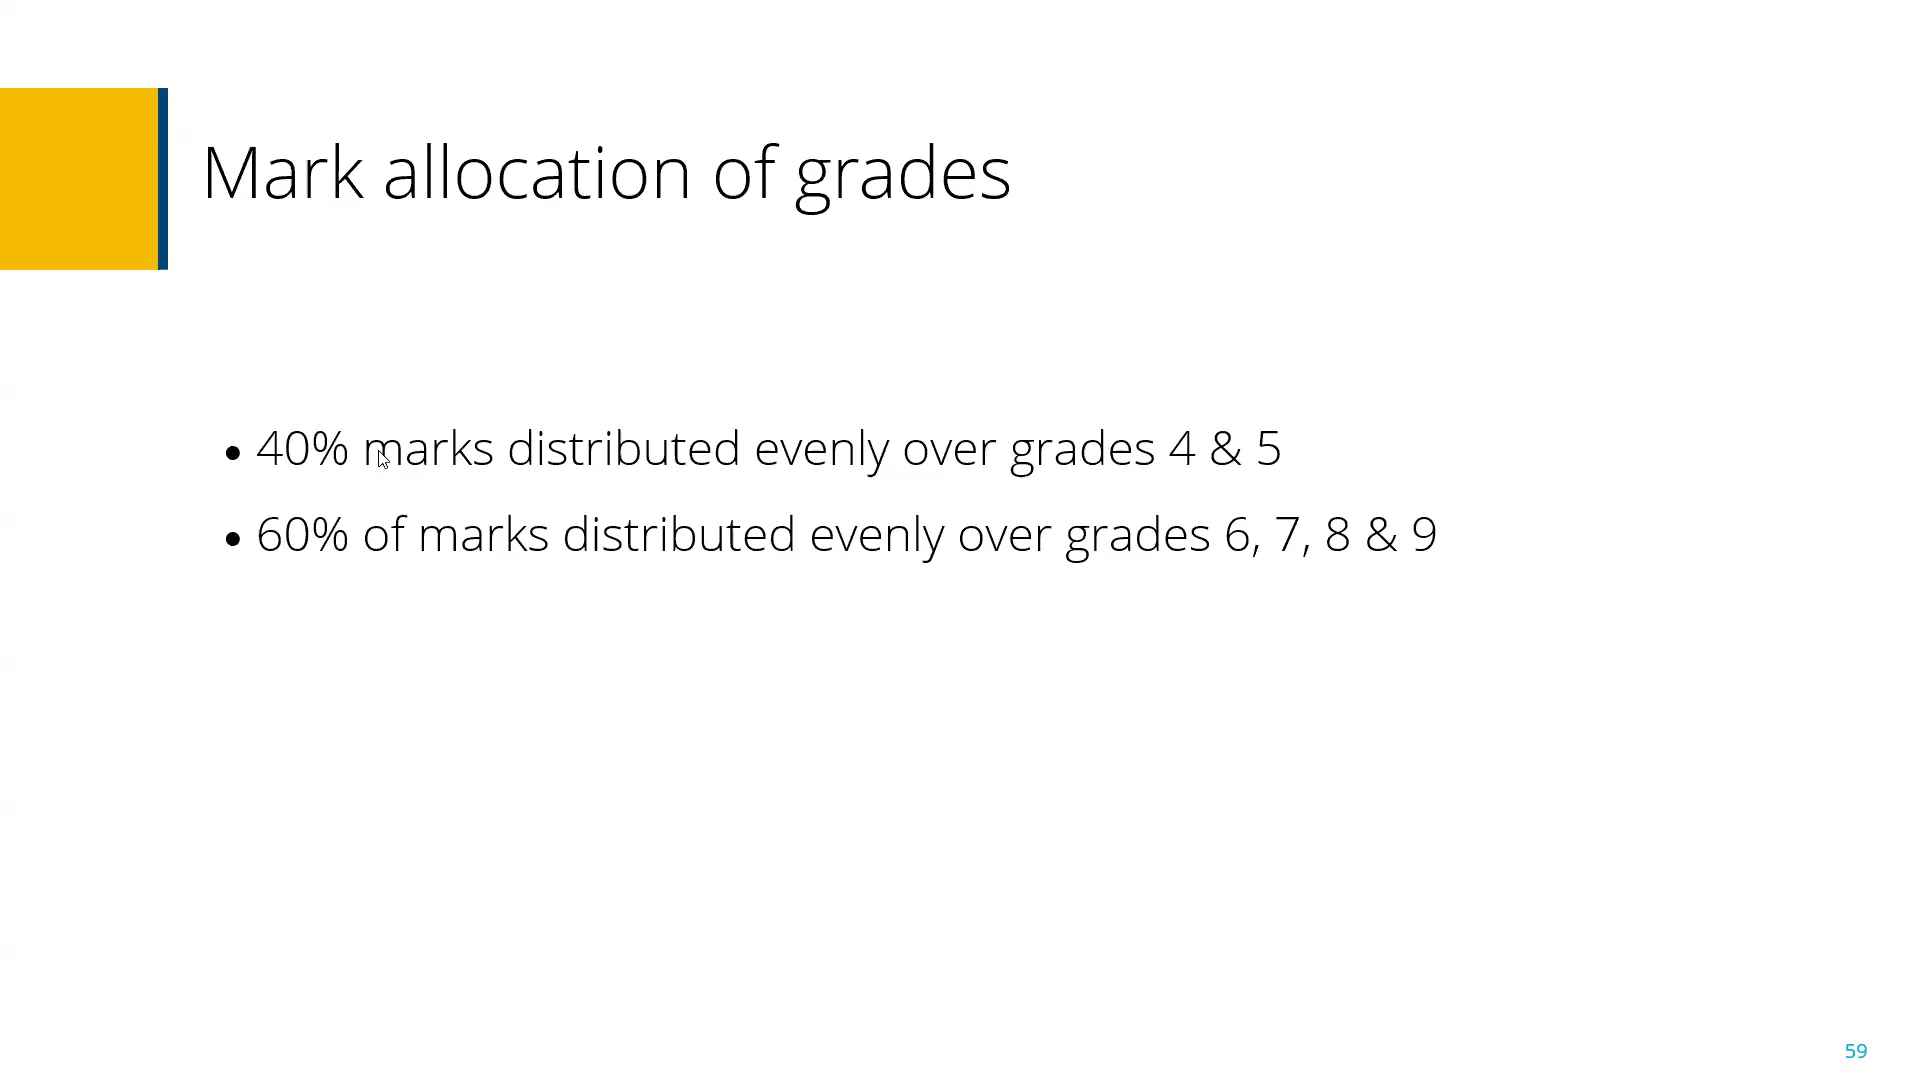 Mark allocation of grades
• 40% marks distributed evenly over grades 4 & 5
• 60% of marks distributed evenly over grades 6, 7, 8 & 9
59